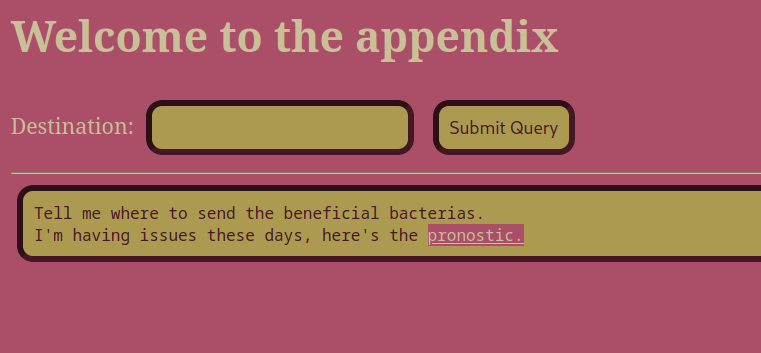 Welcome to the appendix
Destination:
Submit Query
Tell me where to send the beneficial bacterias.
I'm having issues these days, here's the pronostic.